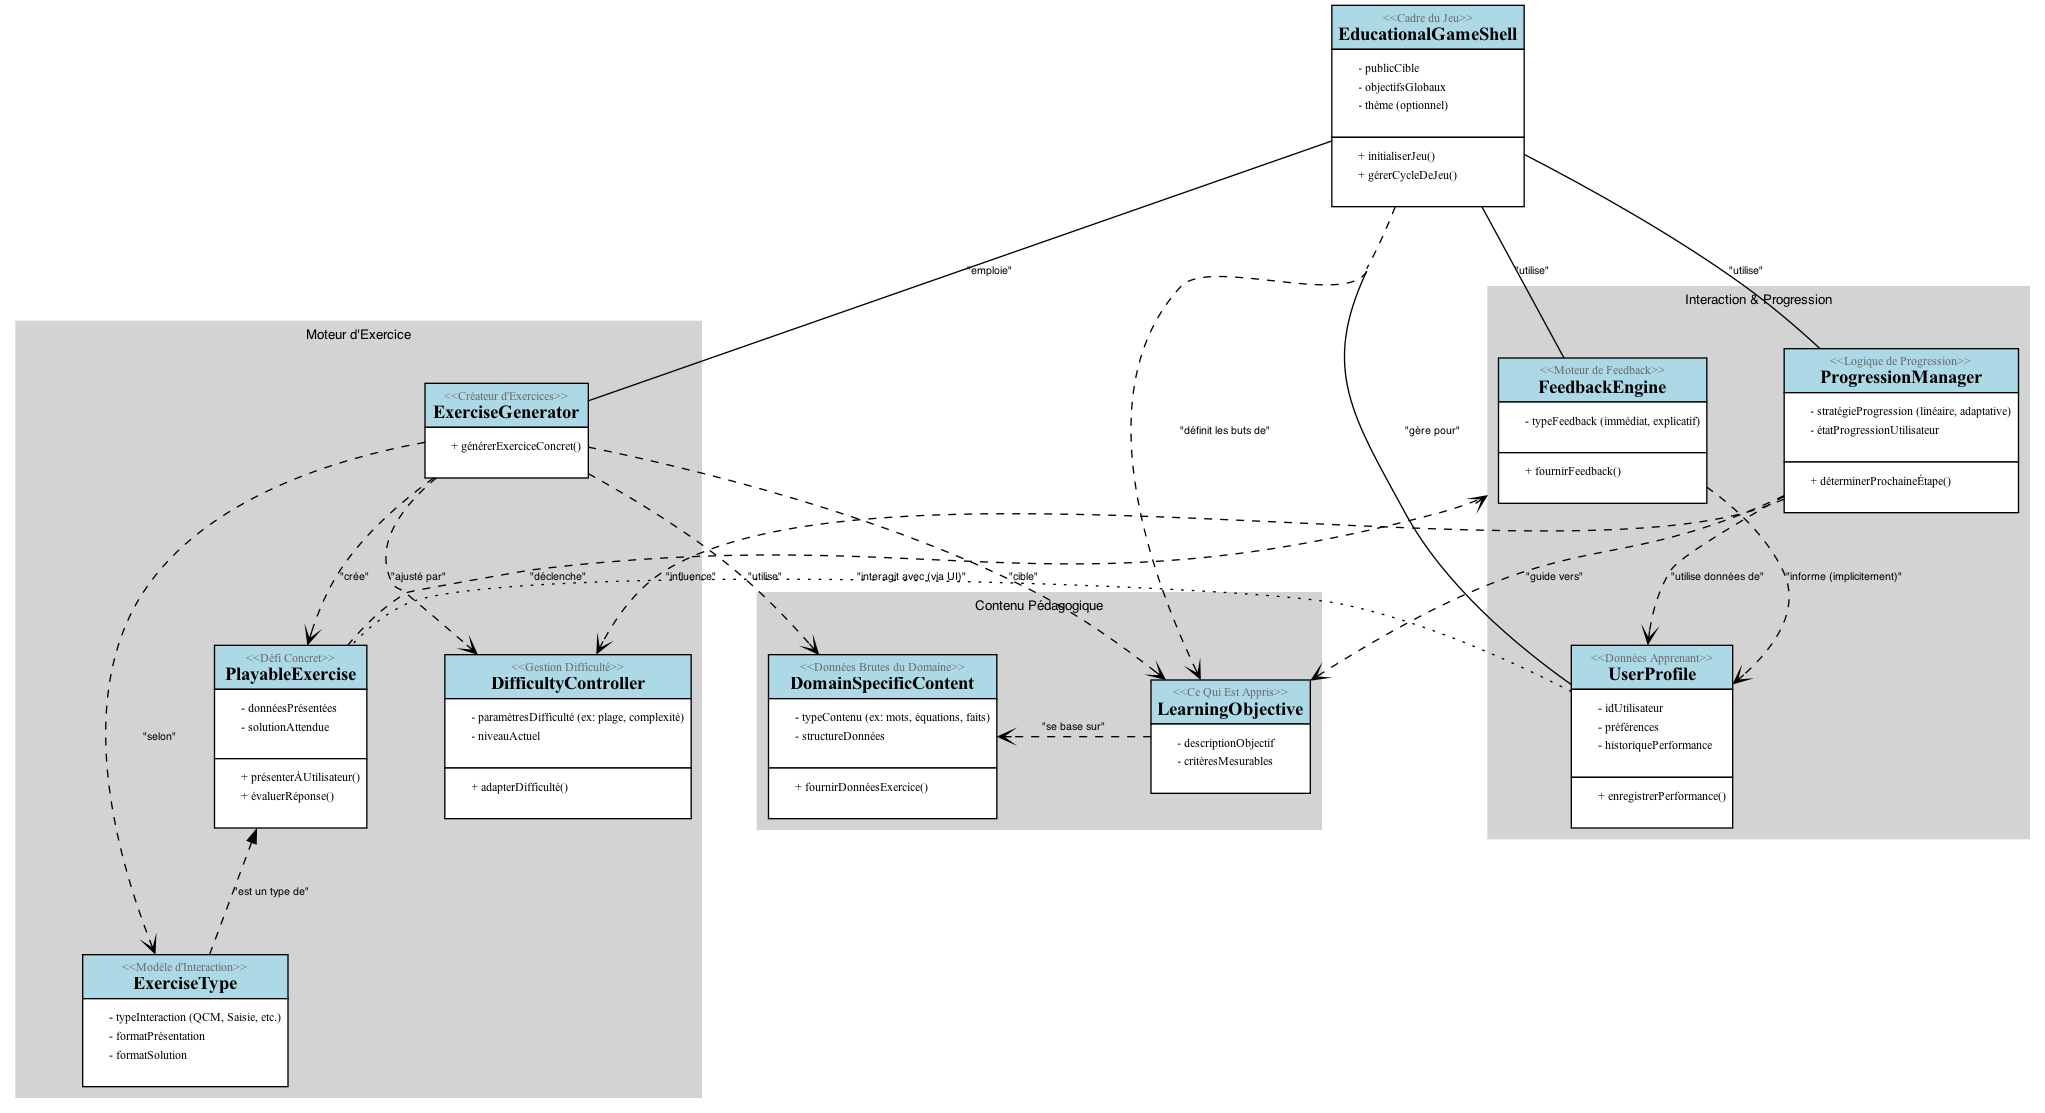 <<Cadre du Jeu>>
EducationalGameShell
- publicCible
- objectifsGlobaux
- thème (optionnel)
+ initialiserJeu()
+ gérerCycleDeJeu()
"emploie"
"utilise"
"utilise"
"définit les buts de"
"gère pour"
Moteur d'Exercice
<<Créateur d'Exercices>>
ExerciseGenerator
+ générerExerciceConcret()
"crée"
"ajusté par"
"déclenche"
"influence"
"utilise"
"interagit avec (via UI)"
"cible"
"selon"
<<Défi Concret>>
PlayableExercise
- donnéesPrésentées
- solutionAttendue
+ présenterÀUtilisateur()
+ évaluerRéponse()
<<Gestion Difficulté>>
DifficultyController
- paramètresDifficulté (ex: plage, complexité)
- niveauActuel
+ adapterDifficulté()
"est un type de"
<<Modèle d'Interaction>>
ExerciseType
- typeInteraction (QCM, Saisie, etc.)
- formatPrésentation
- formatSolution
Contenu Pédagogique
<<Données Brutes du Domaine>>
DomainSpecificContent
- typeContenu (ex: mots, équations, faits)
- structureDonnées
+ fournirDonnéesExercice()
"se base sur"
<<Ce Qui Est Appris>>
LearningObjective
- descriptionObjectif
- critèresMesurables
Interaction & Progression
<<Moteur de Feedback>>
FeedbackEngine
- typeFeedback (immédiat, explicatif)
+ fournirFeedback()
<<Logique de Progression>>
ProgressionManager
- stratégieProgression (linéaire, adaptative)
- étatProgressionUtilisateur
+ déterminerProchaineÉtape()
"guide vers"
"utilise données de"
"informe (implicitement)"
<<Données Apprenant>>
UserProfile
- idUtilisateur
- préférences
- historiquePerformance
+ enregistrerPerformance()